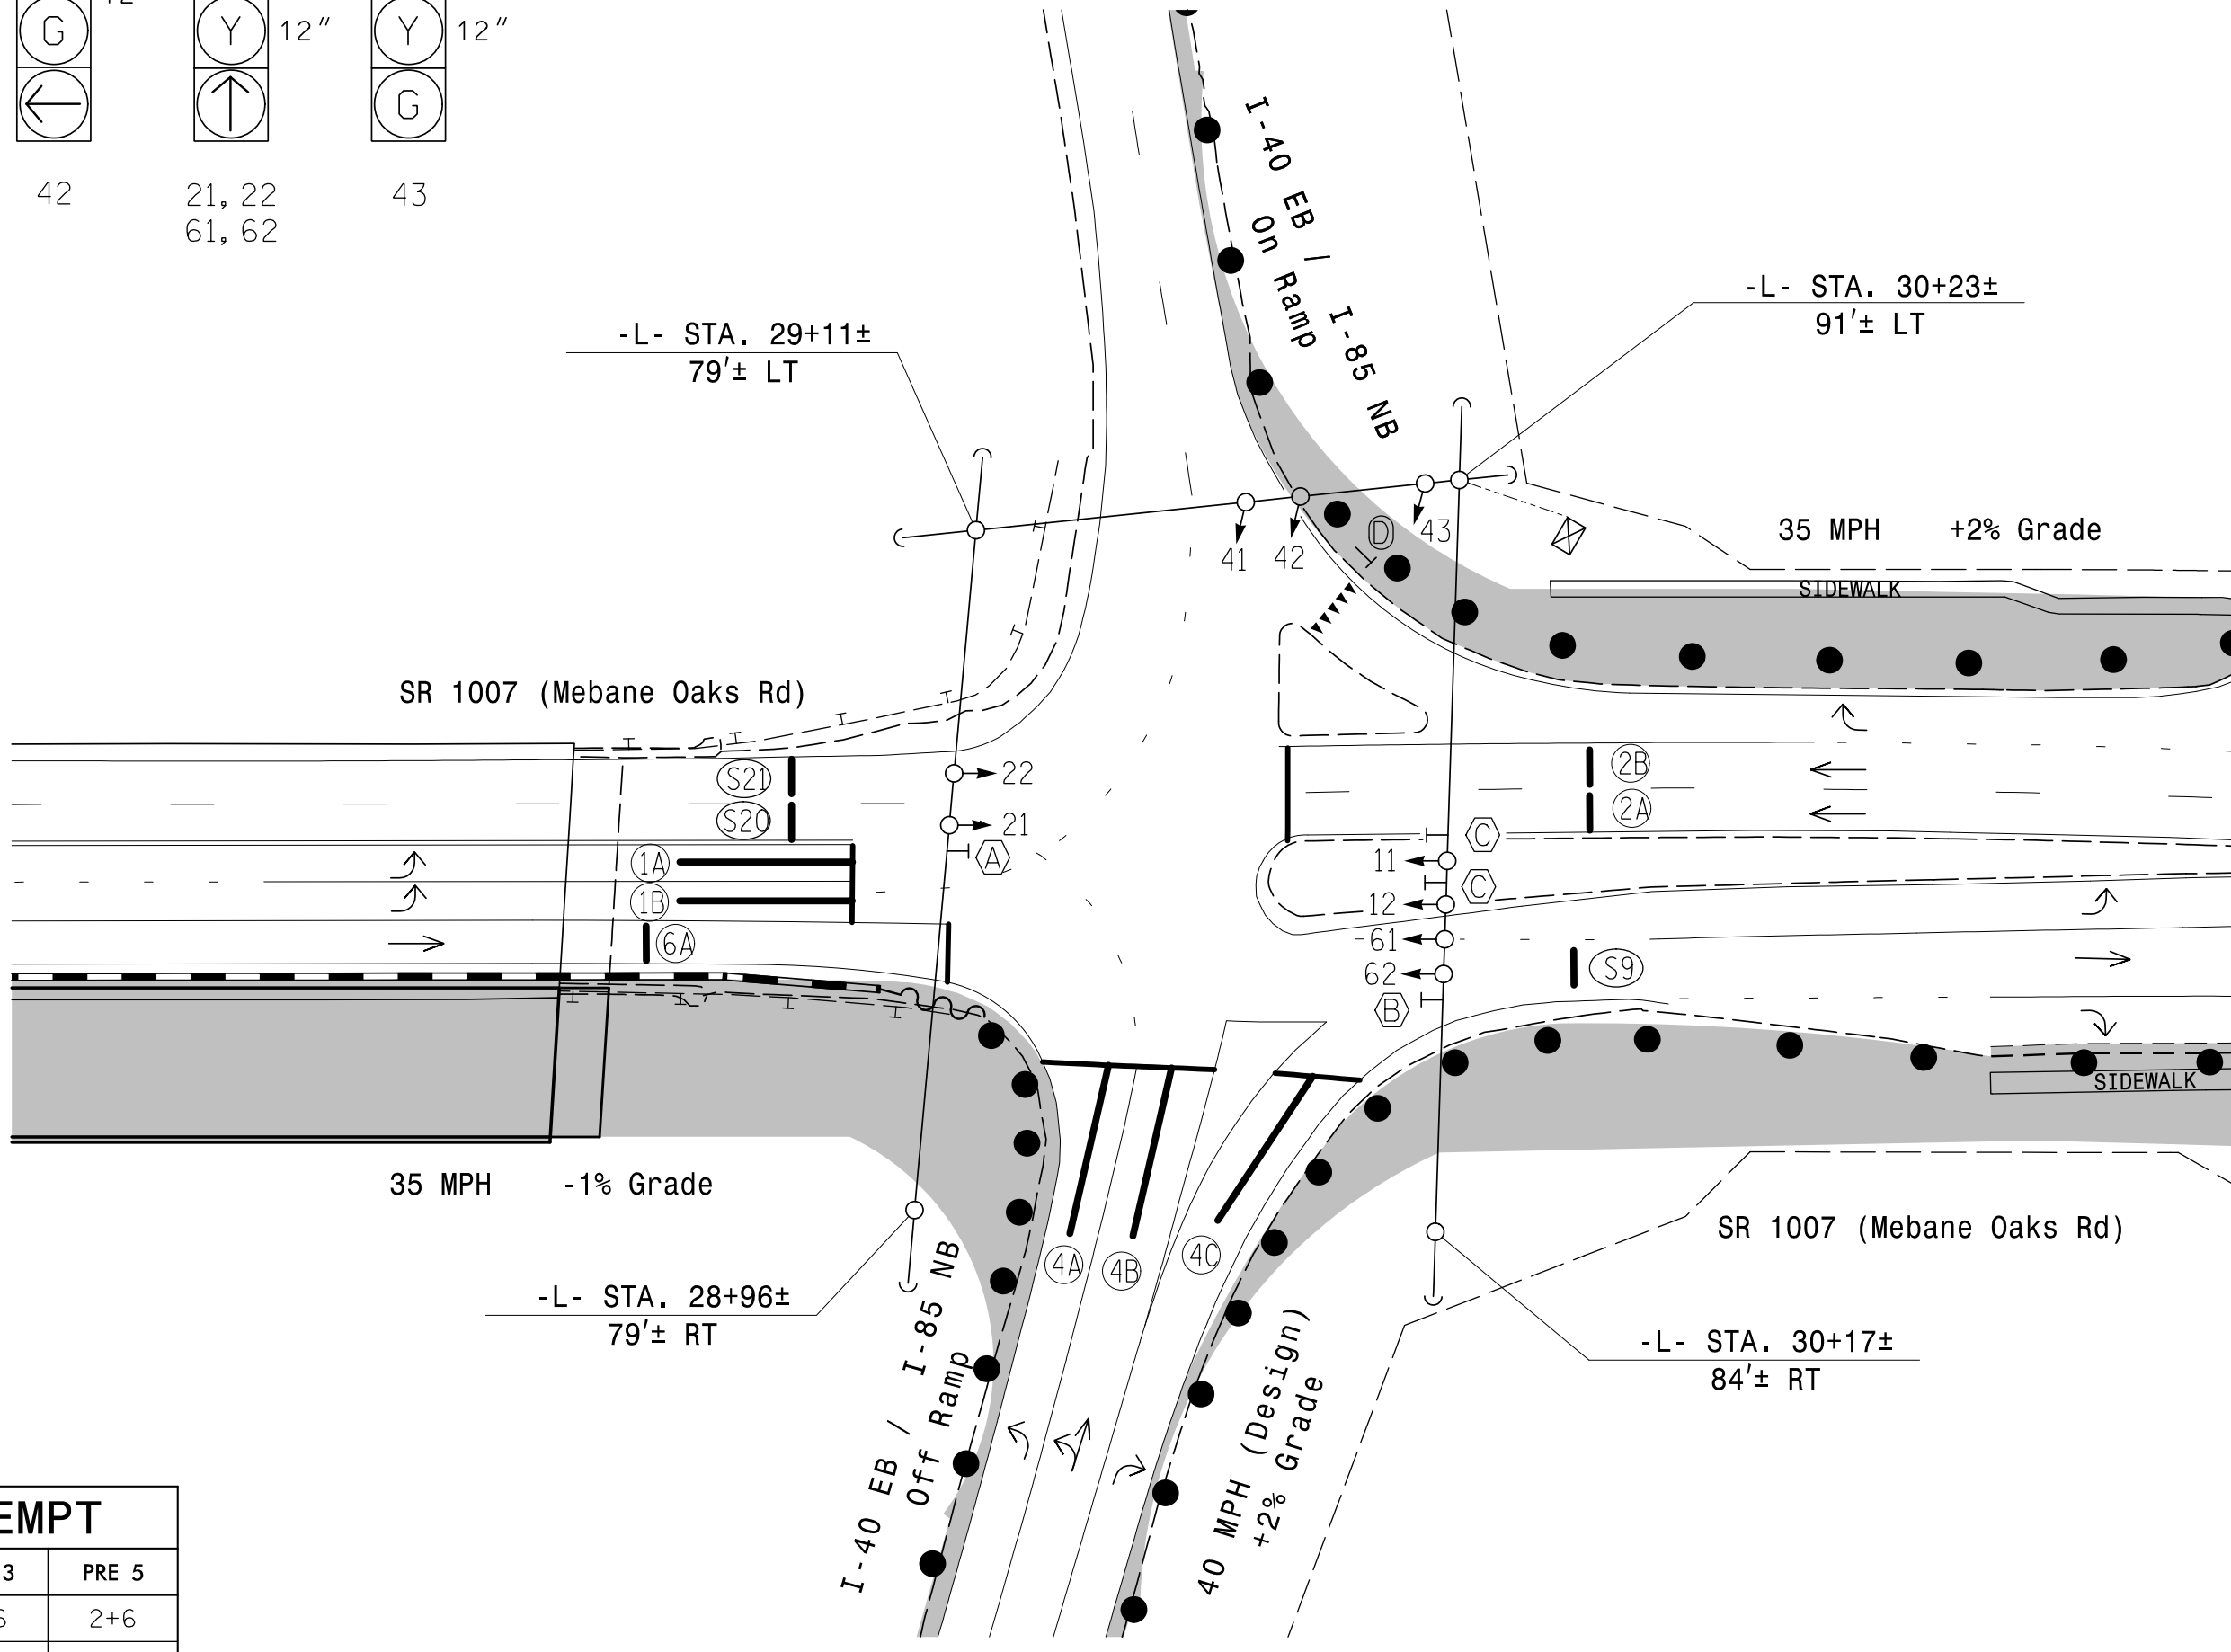 G
Y 12"
Y 12"
G
42
21, 22
61, 62
43
I-40 EB / I-85 NB
On Ramp
-L- STA. 30+23±
91'± LT
-L- STA. 29+11±
79'± LT
41
42
D
43
35 MPH +2% Grade
SIDEWALK
SR 1007 (Mebane Oaks Rd)
S21
22
2B
S20
21
2A
A
C
1A
11
C
1B
12
6A
61
62
S9
B
SIDEWALK
35 MPH -1% Grade
SR 1007 (Mebane Oaks Rd)
4A
4B
4C
-L- STA. 28+96±
79'± RT
-L- STA. 30+17±
84'± RT
I-40 EB / I-85 NB
Off Ramp
40 MPH (Design)
+2% Grade
EMPT
3
PRE 5
2+6